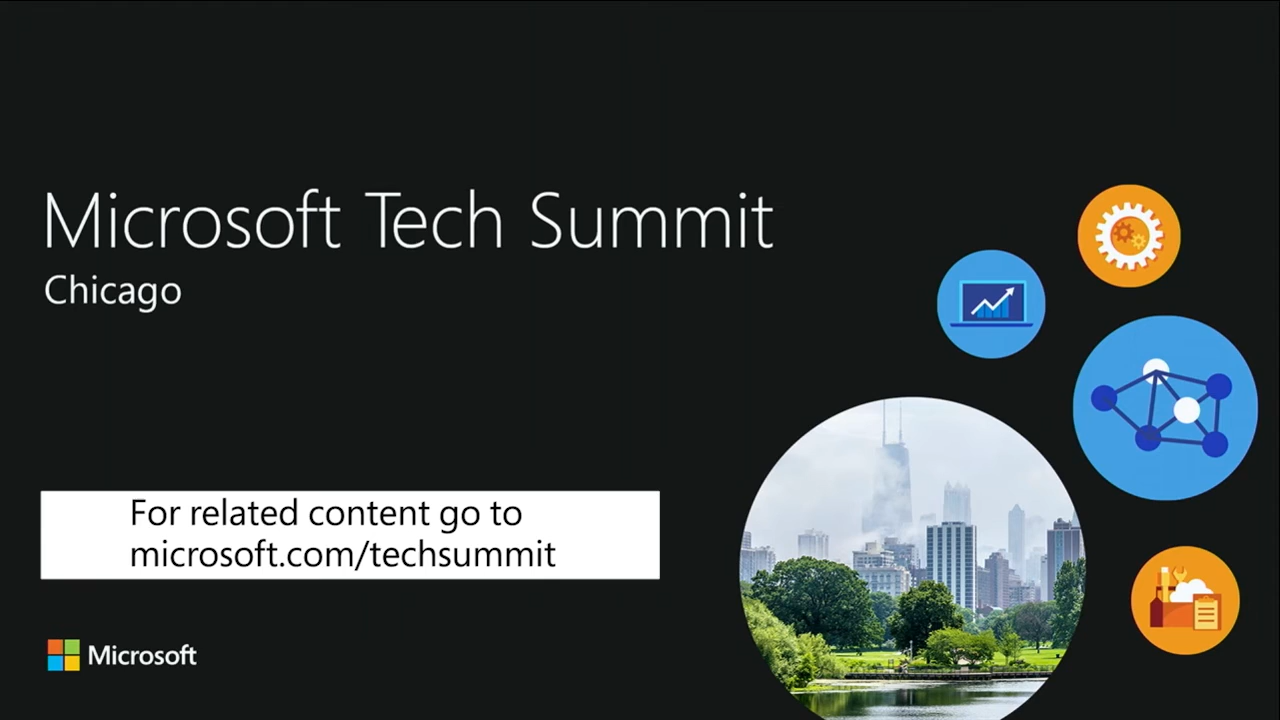 Microsoft Tech Summit
Chicago
For related content go to
microsoft.com/techsummit
Microsoft